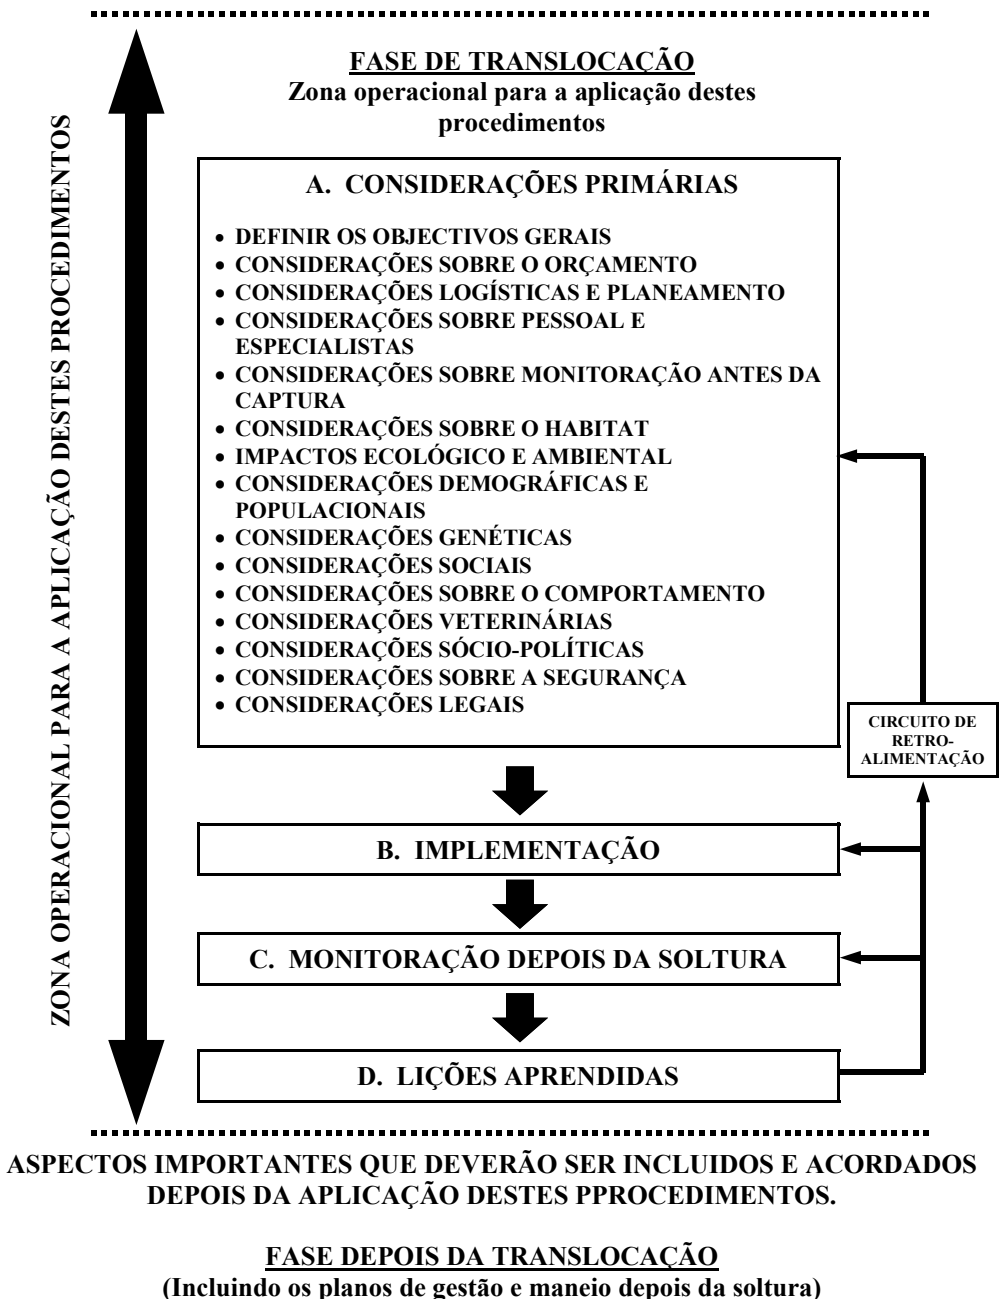 FASE DE TRANSLOCAÇÃO
Zona operacional para a aplicação destes
procedimentos
ZONA OPERACIONAL PARA A APLICAÇÃO DESTES PROCEDIMENTOS
A. CONSIDERAÇÕES PRIMÁRIAS
• DEFINIR OS OBJECTIVOS GERAIS
• CONSIDERAÇÕES SOBRE O ORÇAMENTO
• CONSIDERAÇÕES LOGÍSTICAS E PLANEAMENTO
• CONSIDERAÇÕES SOBRE PESSOAL E
ESPECIALISTAS
• CONSIDERAÇÕES SOBRE MONITORAÇÃO ANTES DA
CAPTURA
• CONSIDERAÇÕES SOBRE O HABITAT
• IMPACTOS ECOLÓGICO E AMBIENTAL
• CONSIDERAÇÕES DEMOGRÁFICAS E
POPULACIONAIS
• CONSIDERAÇÕES GENÉTICAS
• CONSIDERAÇÕES SOCIAIS
• CONSIDERAÇÕES SOBRE O COMPORTAMENTO
• CONSIDERAÇÕES VETERINÁRIAS
• CONSIDERAÇÕES SÓCIO-POLÍTICAS
• CONSIDERAÇÕES SOBRE A SEGURANÇA
• CONSIDERAÇÕES LEGAIS
CIRCUITO DE
RETRO-
ALIMENTAÇÃO
B. IMPLEMENTAÇÃO
C. MONITORAÇÃO DEPOIS DA SOLTURA
D. LIÇÕES APRENDIDAS
ASPECTOS IMPORTANTES QUE DEVERÃO SER INCLUIDOS E ACORDADOS
DEPOIS DA APLICAÇÃO DESTES PPROCEDIMENTOS.
FASE DEPOIS DA TRANSLOCAÇÃO
(Incluindo os planos de gestão e maneio depois da soltura)